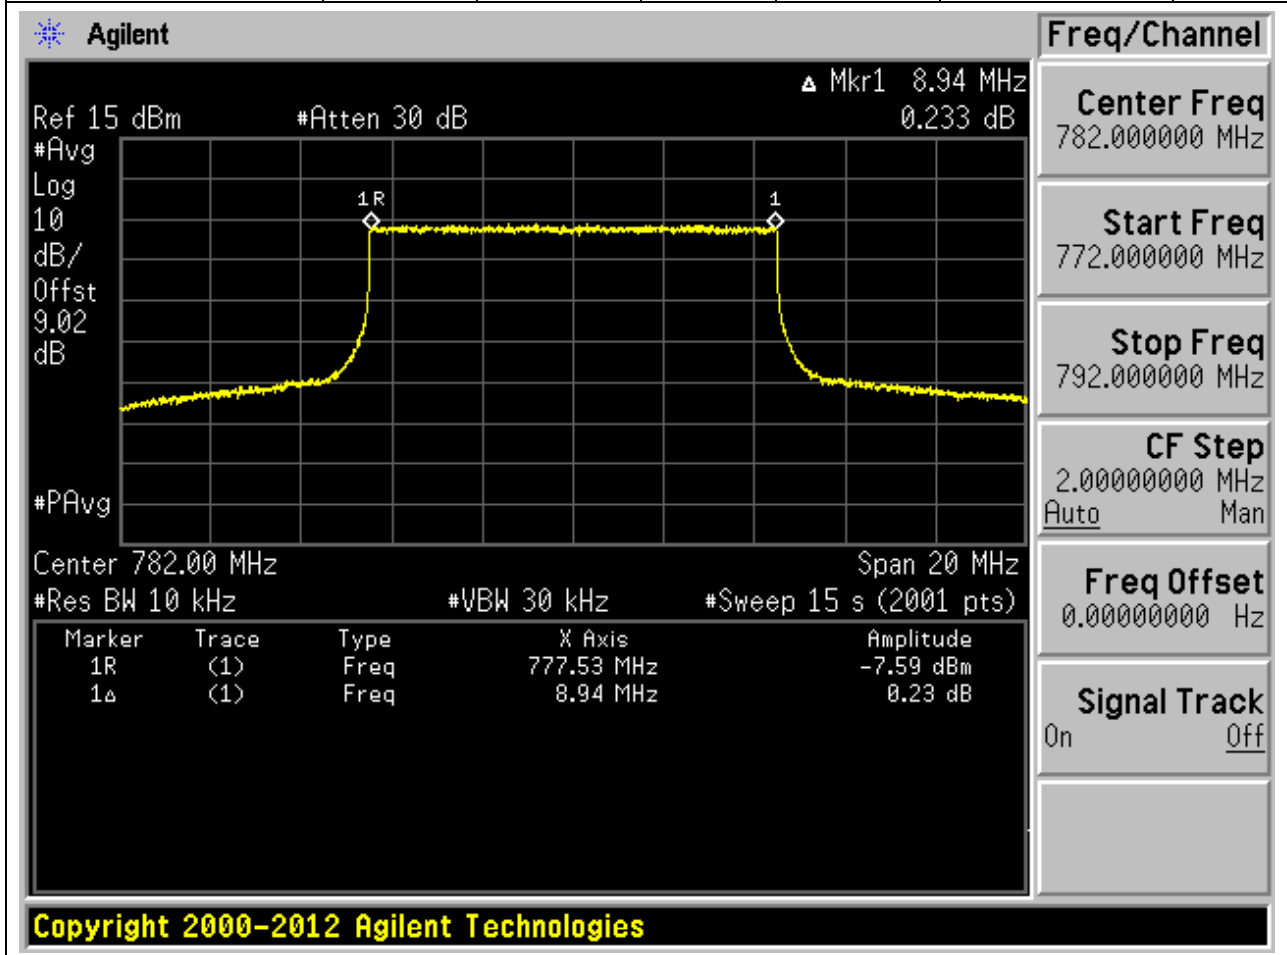 Agilent
Freq/Channel
▵ Mkr1 8.94 MHz
Ref 15 dBm #Atten 30 dB 0.233 dB
#Avg
Log
10
dB/
Offst
9.02
dB
#PAvg
1R
1
Center 782.00 MHz Span 20 MHz
#Res BW 10 kHz #VBW 30 kHz #Sweep 15 s (2001 pts)
Marker Trace Type X Axis Amplitude
1R (1) Freq 777.53 MHz -7.59 dBm
1▵ (1) Freq 8.94 MHz 0.23 dB
Center Freq
782.000000 MHz
Start Freq
772.000000 MHz
Stop Freq
792.000000 MHz
CF Step
2.00000000 MHz
Auto Man
Freq Offset
0.00000000 Hz
Signal Track
On Off
Copyright 2000-2012 Agilent Technologies